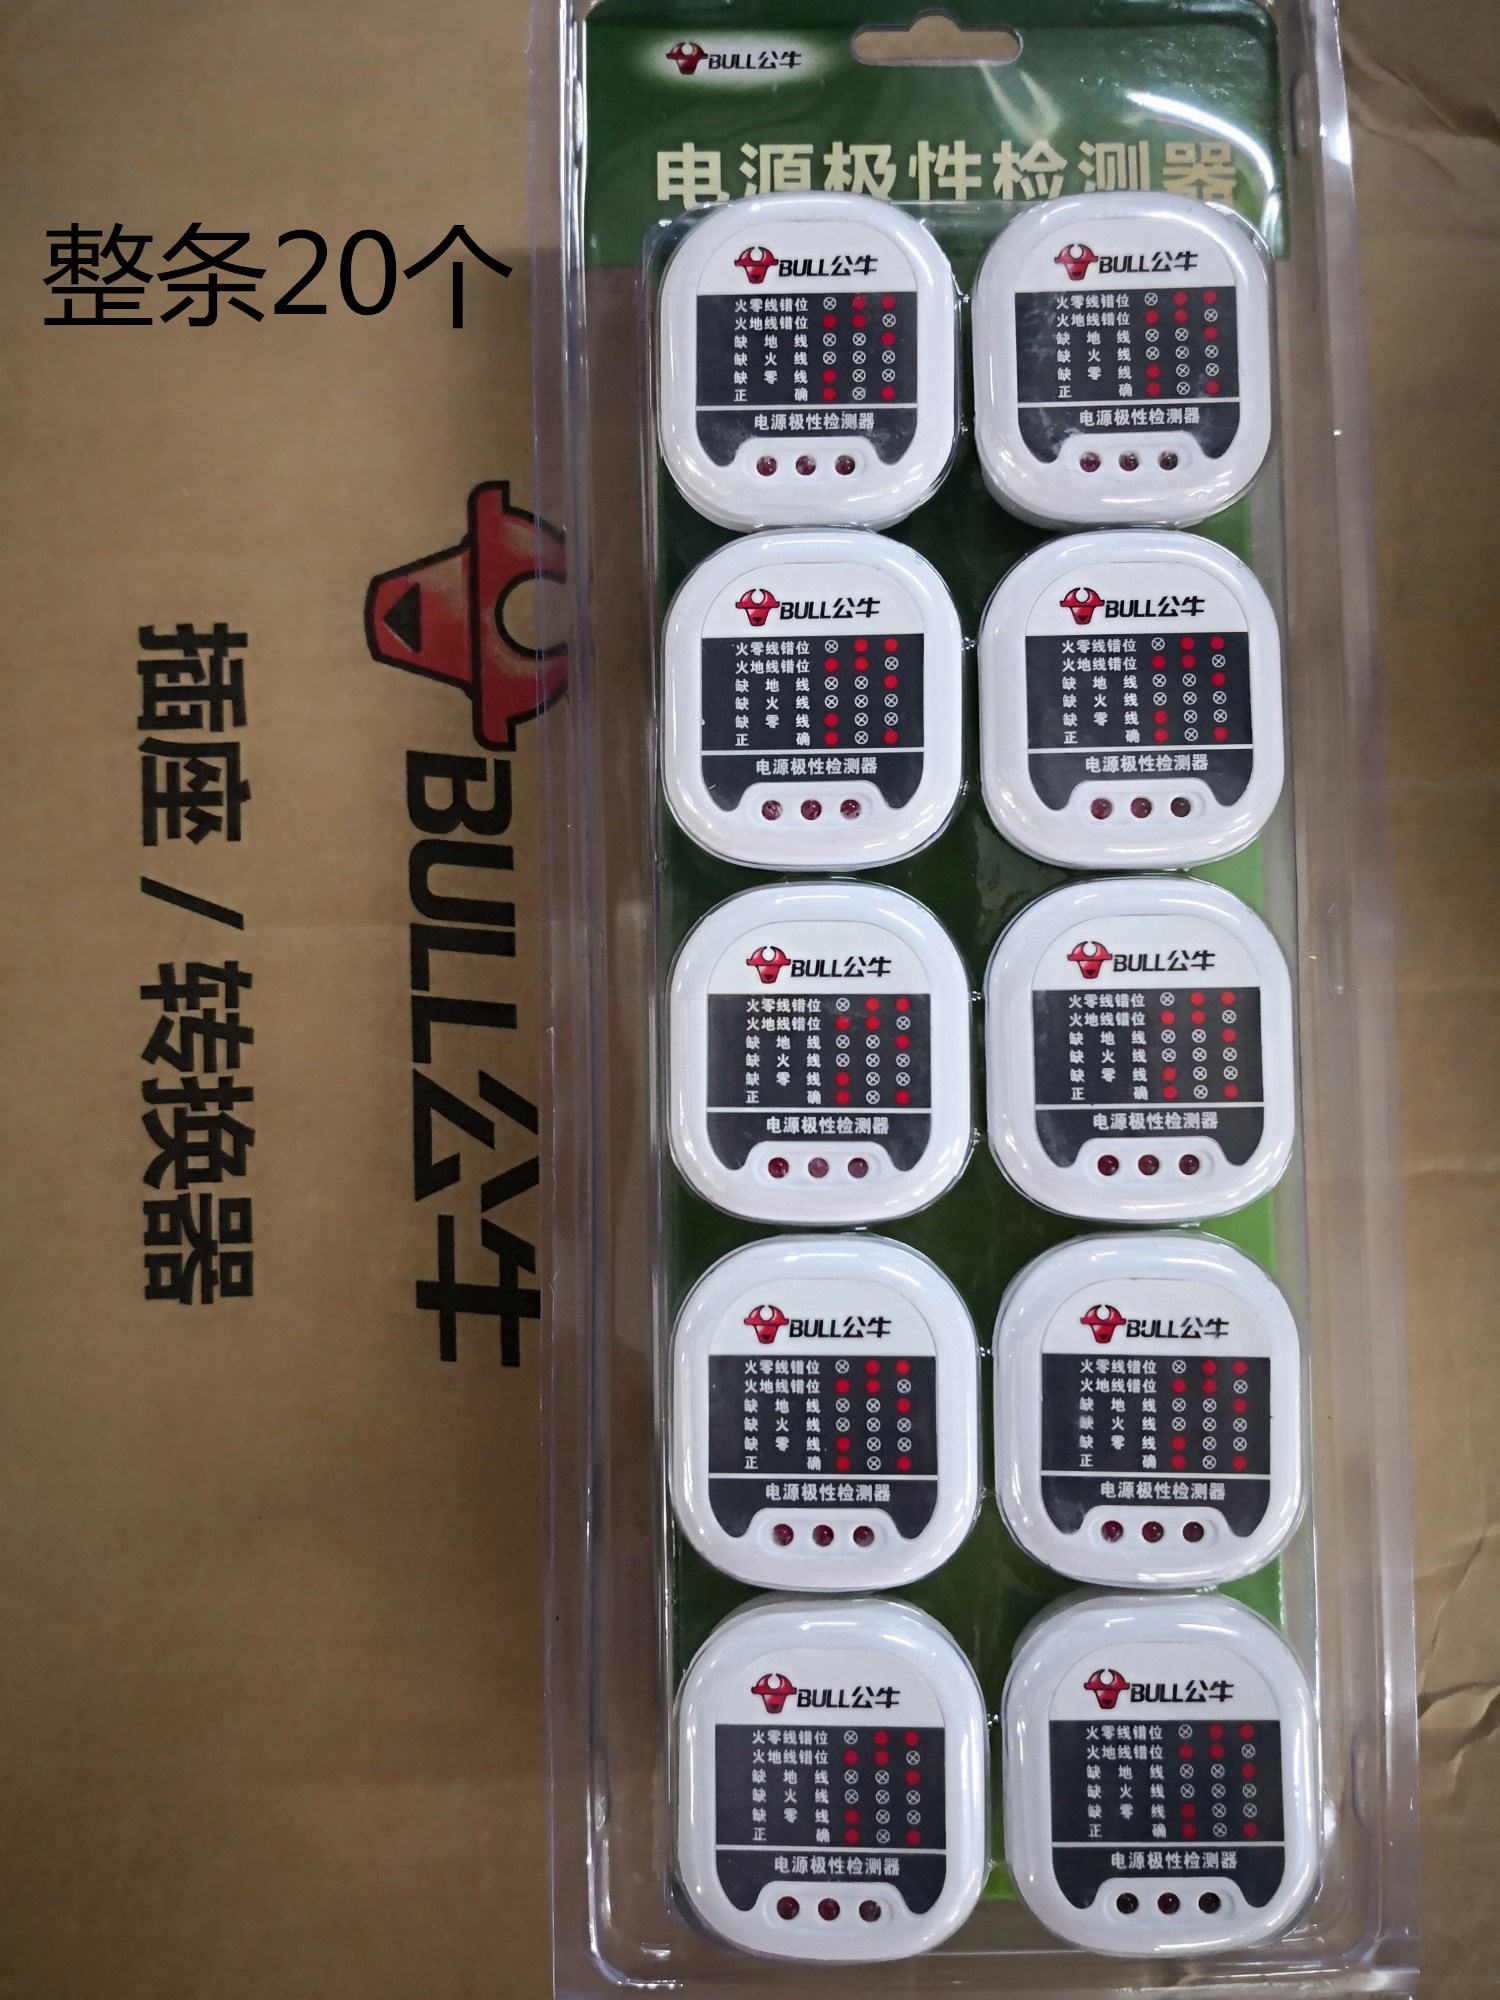 整条20个
BULL公牛
插座 / 转换器
BULL公牛
电源极性检测器
BULL公牛
火零线错位
火地线错位
缺地线
缺火线
缺零线
正确
电源极性检测器
BULL公牛
火零线错位
火地线错位
缺地线
缺火线
缺零线
正确
电源极性检测器
BULL公牛
火零线错位
火地线错位
缺地线
缺火线
缺零线
正确
电源极性检测器
BULL公牛
火零线错位
火地线错位
缺地线
缺火线
缺零线
正确
电源极性检测器
BULL公牛
火零线错位
火地线错位
缺地线
缺火线
缺零线
正确
电源极性检测器
BULL公牛
火零线错位
火地线错位
缺地线
缺火线
缺零线
正确
电源极性检测器
BULL公牛
火零线错位
火地线错位
缺地线
缺火线
缺零线
正确
电源极性检测器
BULL公牛
火零线错位
火地线错位
缺地线
缺火线
缺零线
正确
电源极性检测器
BULL公牛
火零线错位
火地线错位
缺地线
缺火线
缺零线
正确
电源极性检测器
BULL公牛
火零线错位
火地线错位
缺地线
缺火线
缺零线
正确
电源极性检测器